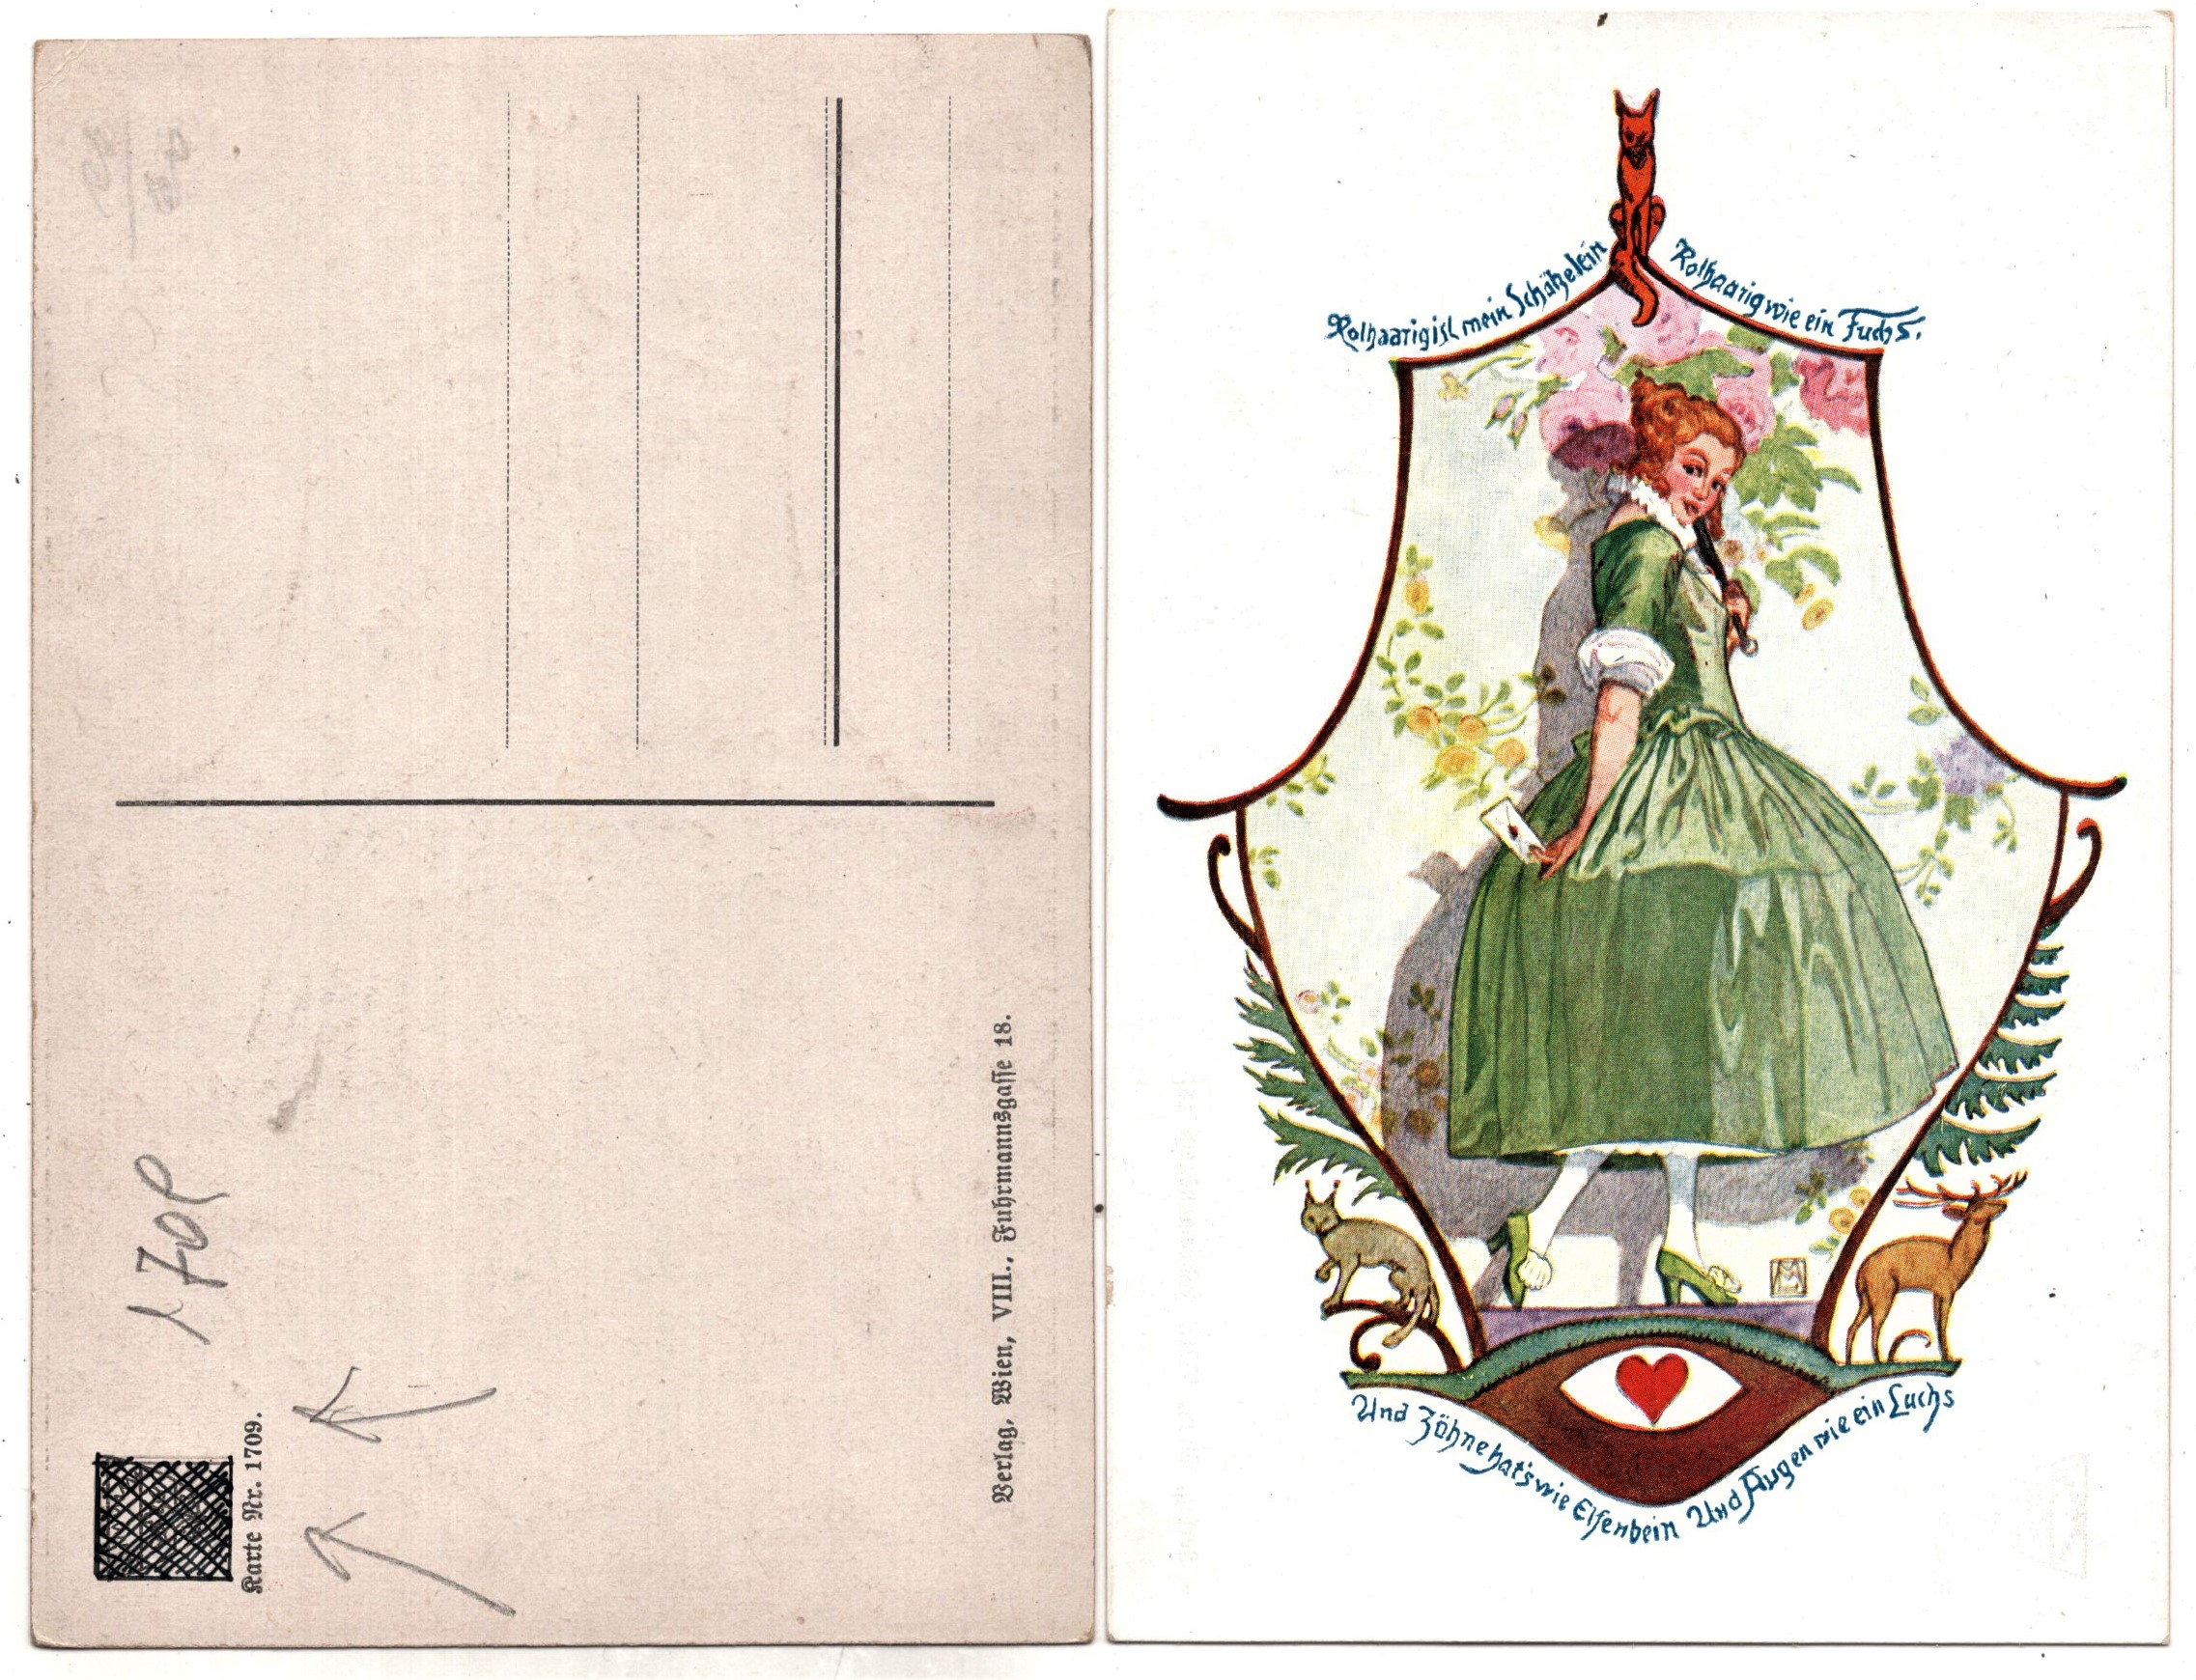 Karte Nr. 1709.
1709
Verlag, Wien, VIII., Fuhrmannsgasse 18.
Rothaarig ist mein Schätzelein
Rothaarig wie ein Fuchs.
Und Zöhne hat's wie Elfenbein
Und Augen wie ein Luchs